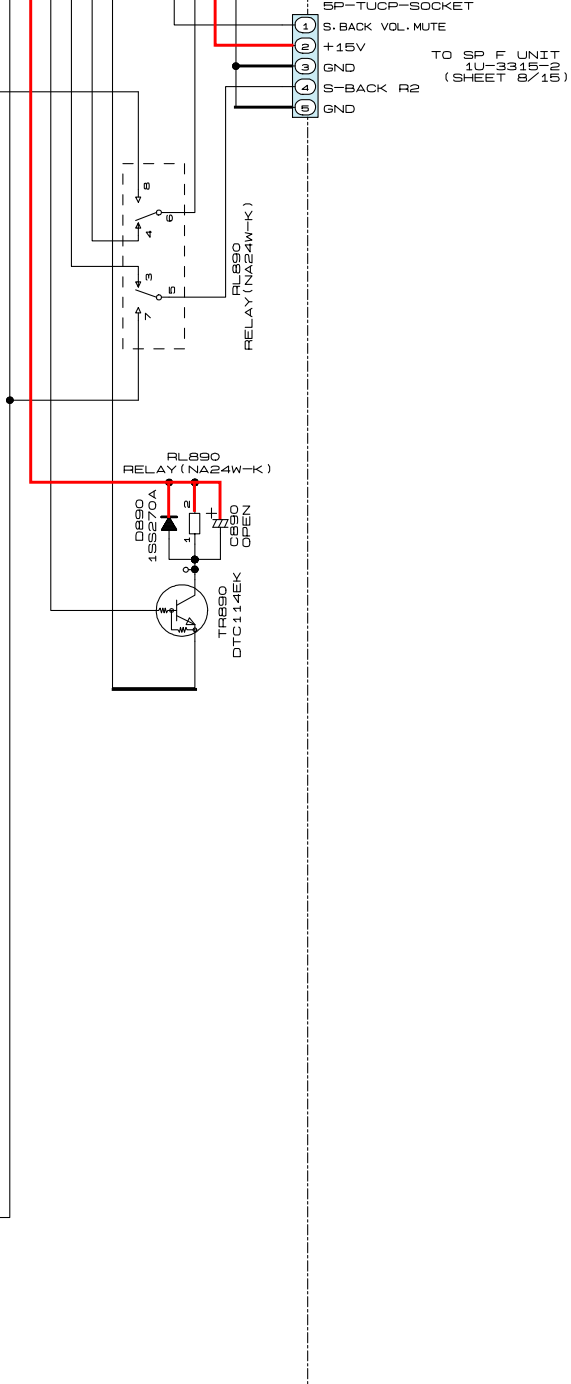 5P-TUCP-SOCKET
1 S.BACK VOL.MUTE
2 +15V
3 GND
4 S-BACK R2
5 GND
TO SP F UNIT
1U-3315-2
(SHEET 8/15)
8
6
4
3
5
7
RL890
RELAY(NA24W-K)
RL890
RELAY(NA24W-K)
D890
1SS270A
2
1
+
C890
OPEN
TR890
DTC114EK